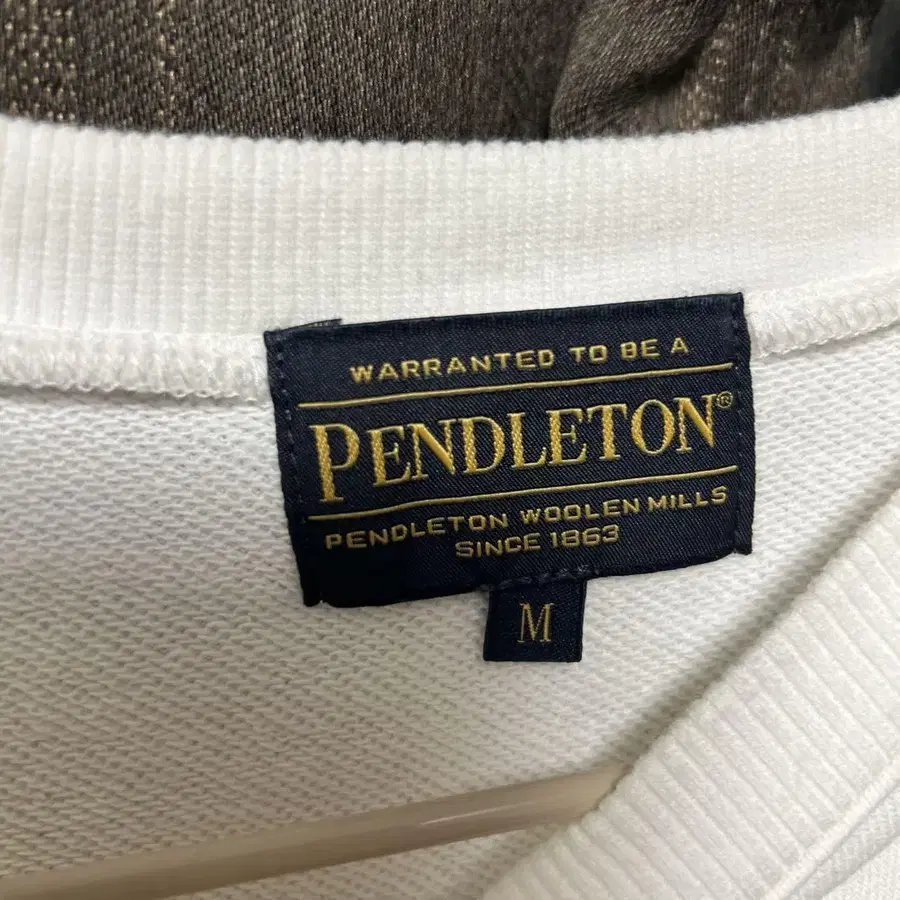 WARRANTED TO BE A
PENDLETON®
PENDLETON WOOLEN MILLS
SINCE 1863
M